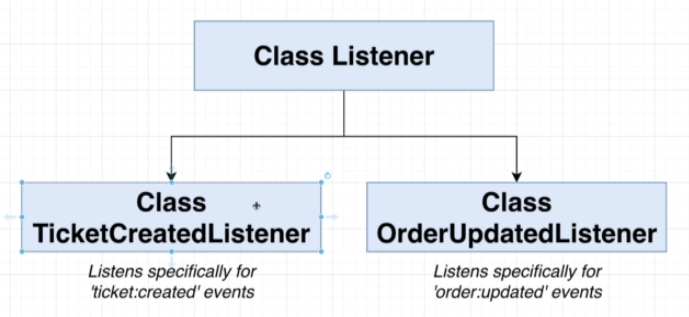 Class Listener
Class
TicketCreatedListener
Listens specifically for
'ticket:created' events
Class
OrderUpdatedListener
Listens specifically for
'order:updated' events